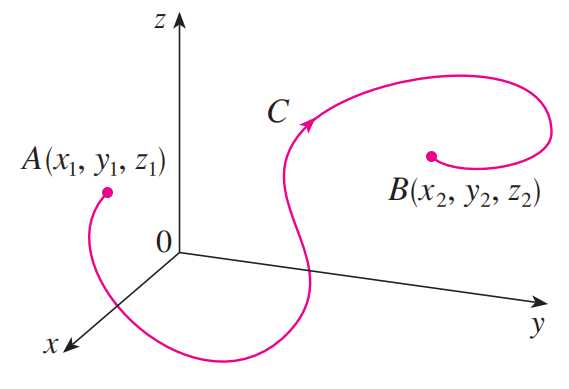 z
C
A(x₁, y₁, z₁)
B(x₂, y₂, z₂)
0
y
x